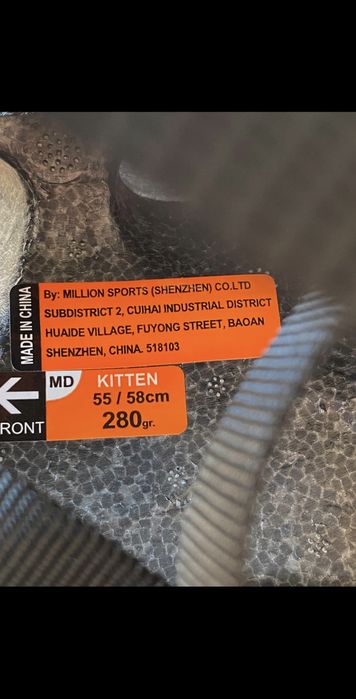 MADE IN CHINA
By: MILLION SPORTS (SHENZHEN) CO.LTD
SUBDISTRICT 2, CUIHAI INDUSTRIAL DISTRICT
HUAIDE VILLAGE, FUYONG STREET, BAOAN
SHENZHEN, CHINA. 518103
RONT
MD
KITTEN
55 / 58cm
280gr.